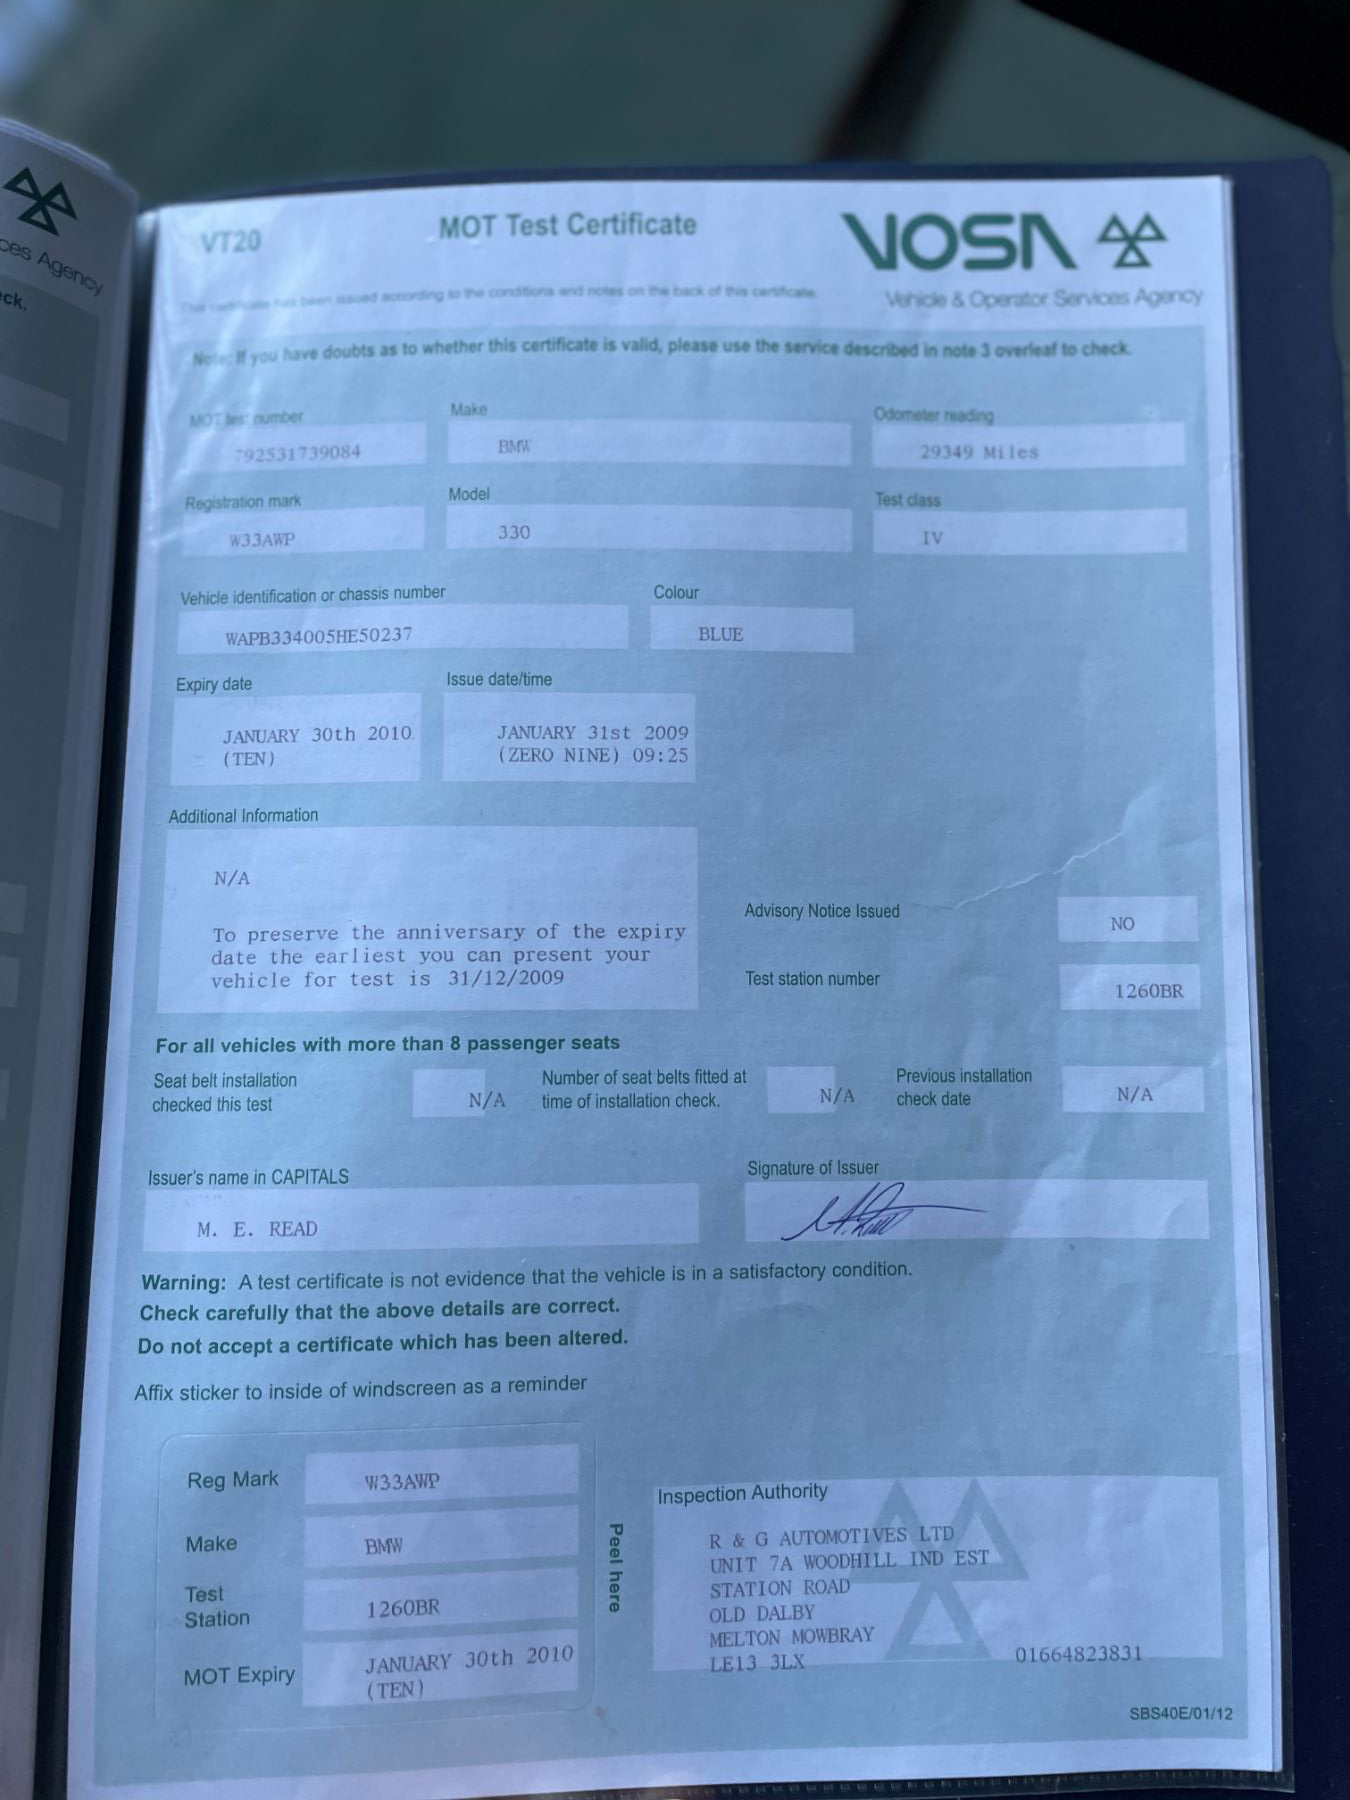 ces Agency
ck.
VT20
MOT Test Certificate
VOSA
Vehicle & Operator Services Agency
This certificate has been issued according to the conditions and notes on the back of this certificate.
Note: If you have doubts as to whether this certificate is valid, please use the service described in note 3 overleaf to check.
MOT test number
Make
Odometer reading
792531739084
BMW
29349 Miles
Registration mark
Model
Test class
W33AWP
330
IV
Vehicle identification or chassis number
Colour
WAPB334005HE50237
BLUE
Expiry date
Issue date/time
JANUARY 30th 2010
(TEN)
JANUARY 31st 2009
(ZERO NINE) 09:25
Additional Information
N/A
To preserve the anniversary of the expiry
date the earliest you can present your
vehicle for test is 31/12/2009
Advisory Notice Issued
NO
Test station number
1260BR
For all vehicles with more than 8 passenger seats
Seat belt installation
checked this test
N/A
Number of seat belts fitted at
time of installation check.
N/A
Previous installation
check date
N/A
Issuer's name in CAPITALS
M. E. READ
Signature of Issuer
Warning: A test certificate is not evidence that the vehicle is in a satisfactory condition.
Check carefully that the above details are correct.
Do not accept a certificate which has been altered.
Affix sticker to inside of windscreen as a reminder
Reg Mark
W33AWP
Make
BMW
Test
Station
1260BR
MOT Expiry
JANUARY 30th 2010
(TEN)
Peel here
Inspection Authority
R & G AUTOMOTIVES LTD
UNIT 7A WOODHILL IND EST
STATION ROAD
OLD DALBY
MELTON MOWBRAY
LE13 3LX
01664823831
SBS40E/01/12